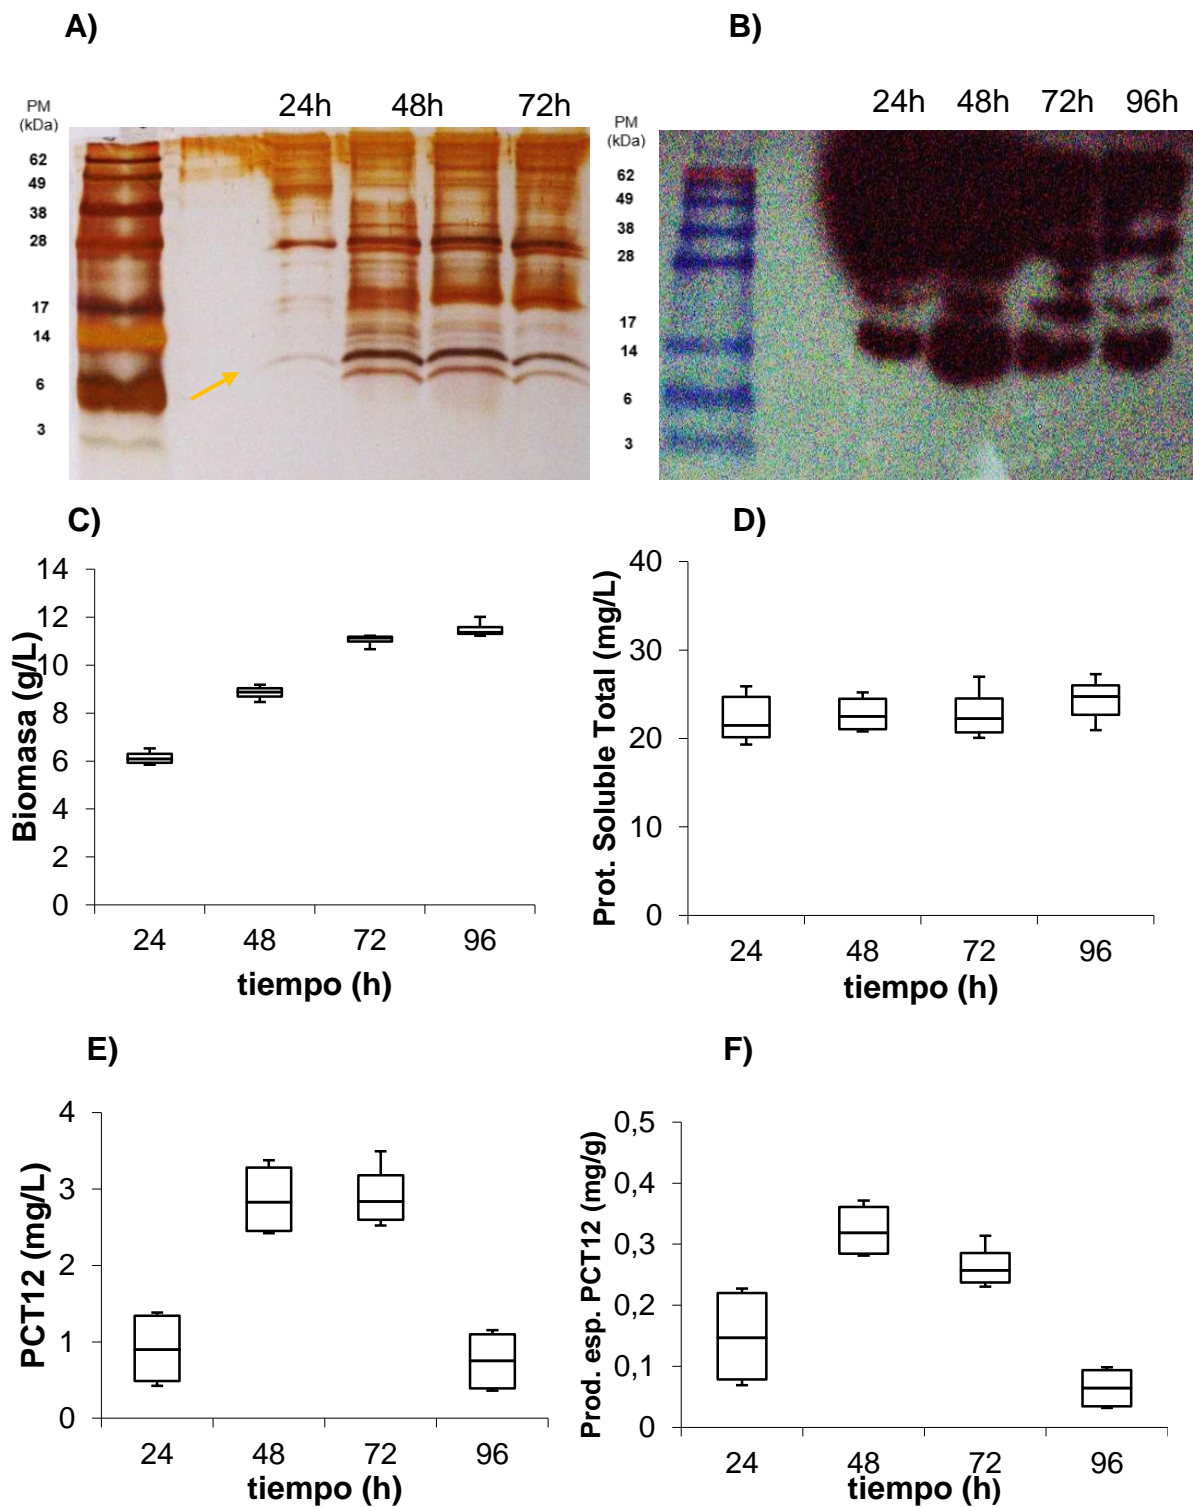 A)
B)
PM
(kDa)
24h 48h 72h
62
49
38
28
17
14
6
3
PM
(kDa)
24h 48h 72h 96h
62
49
38
28
17
14
6
3
C)
D)
Biomasa (g/L)
14
12
10
8
6
4
2
0
24 48 72 96
tiempo (h)
Prot. Soluble Total (mg/L)
40
30
20
10
0
24 48 72 96
tiempo (h)
E)
F)
PCT12 (mg/L)
4
3
2
1
0
24 48 72 96
tiempo (h)
Prod. esp. PCT12 (mg/g)
0,5
0,4
0,3
0,2
0,1
0
24 48 72 96
tiempo (h)